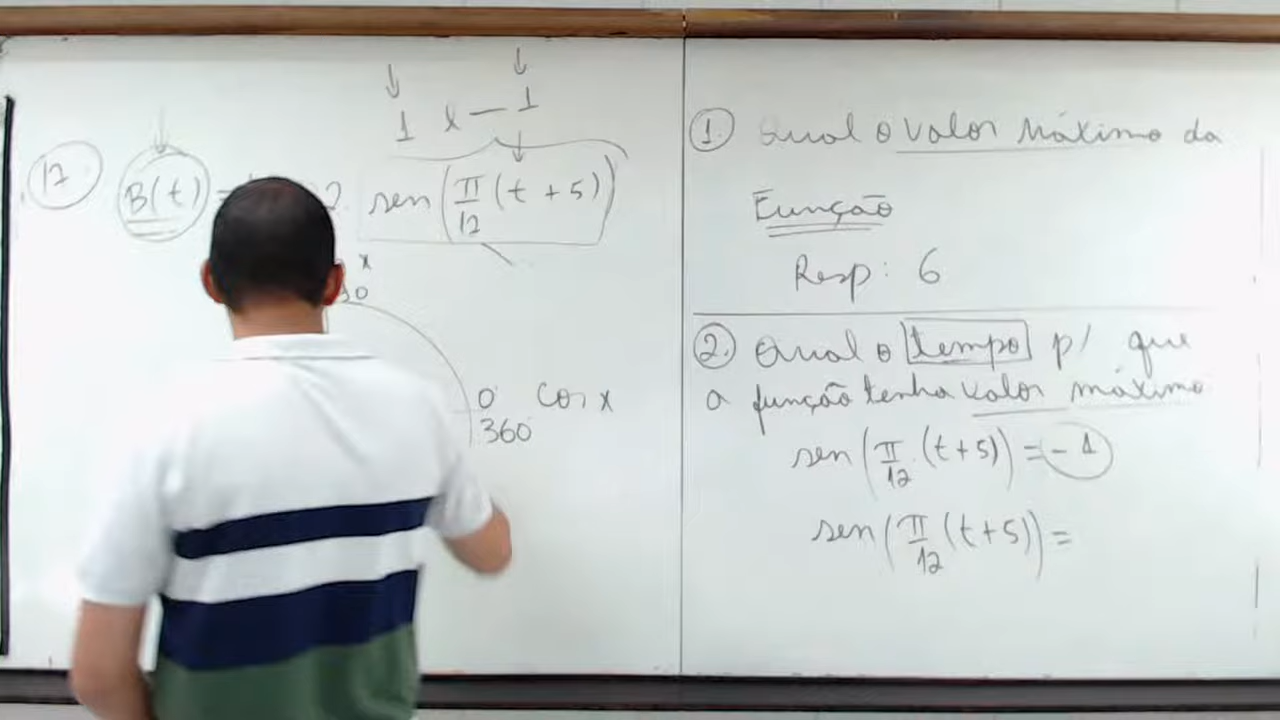 1 x - 1
17 B(t) = 2 sen(π/12 (t + 5))
x
0
0 cos x
360
1. Qual o valor máximo da
Função
Resp: 6
2. Qual o tempo p/ que
a função tenha valor máximo
sen(π/12 . (t+5)) = - 1
sen(π/12 (t+5)) =